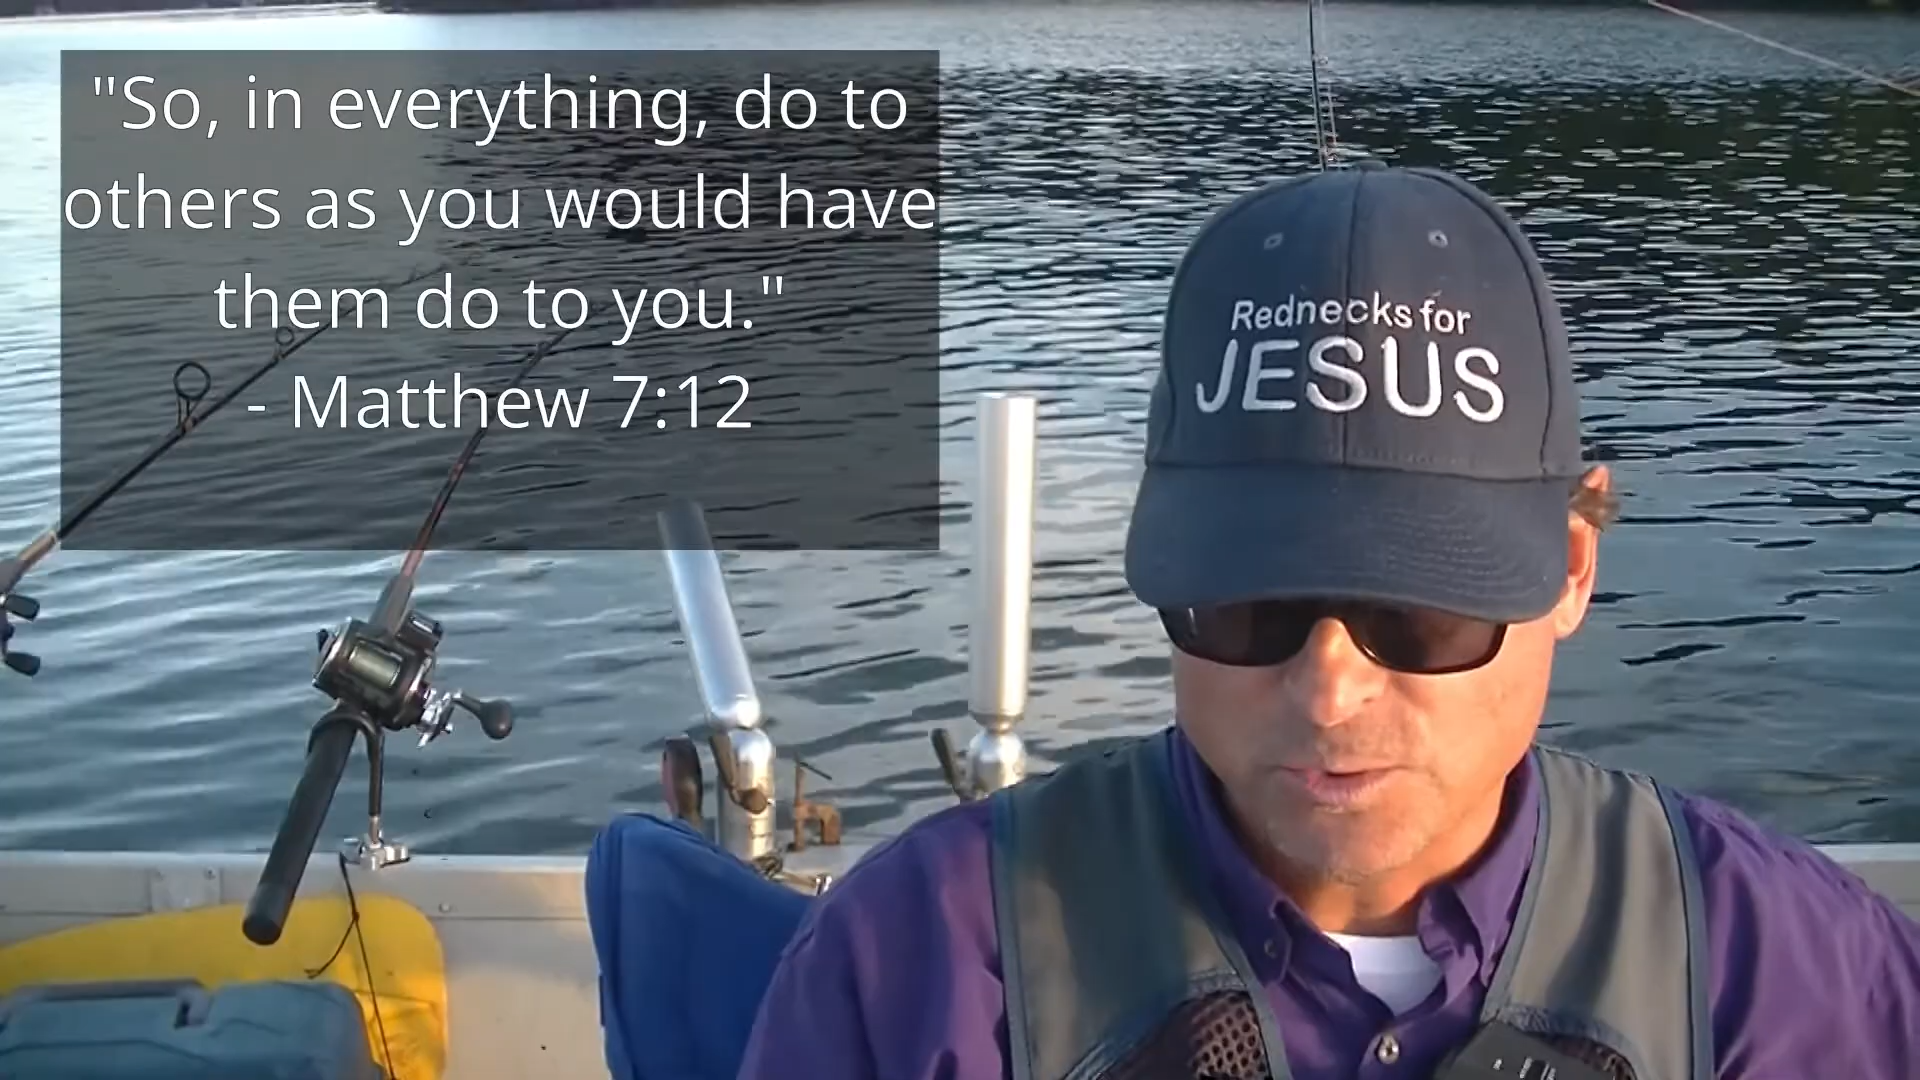 "So, in everything, do to
others as you would have
them do to you."
- Matthew 7:12
Rednecks for
JESUS